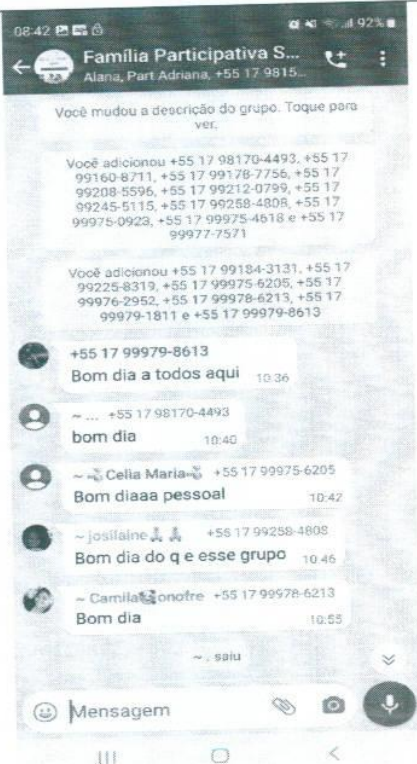 08:42 92%
Família Participativa S...
Alana, Part Adriana, +55 17 9815...
Você mudou a descrição do grupo. Toque para
ver.
Você adicionou +55 17 98170-4493, +55 17
99160-8711, +55 17 99178-7756, +55 17
99208-5596, +55 17 99212-0799, +55 17
99245-5115, +55 17 99258-4808, +55 17
99975-0923, +55 17 99975-4618 e +55 17
99977-7571
Você adicionou +55 17 99184-3131, +55 17
99225-8319, +55 17 99975-6205, +55 17
99976-2952, +55 17 99978-6213, +55 17
99979-1811 e +55 17 99979-8613
+55 17 99979-8613
Bom dia a todos aqui 10:36
~ ... +55 17 98170-4493
bom dia 10:40
~ Celia Maria +55 17 99975-6205
Bom diaaa pessoal 10:42
~ josilaine +55 17 99258-4808
Bom dia do q e esse grupo 10:46
~ Camila onofre +55 17 99978-6213
Bom dia 10:55
~ . saiu
Mensagem